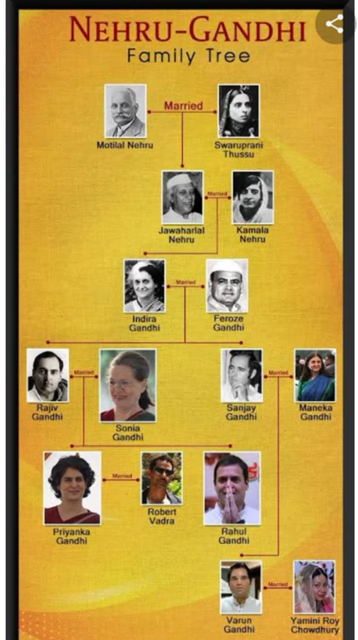 NEHRU-GANDHI
Family Tree
Married
Motilal Nehru
Swaruprani
Thussu
Married
Jawaharlal
Nehru
Kamala
Nehru
Married
Indira
Gandhi
Feroze
Gandhi
Married
Married
Rajiv
Gandhi
Sonia
Gandhi
Sanjay
Gandhi
Maneka
Gandhi
Married
Priyanka
Gandhi
Robert
Vadra
Rahul
Gandhi
Married
Varun
Gandhi
Yamini Roy
Chowdhury